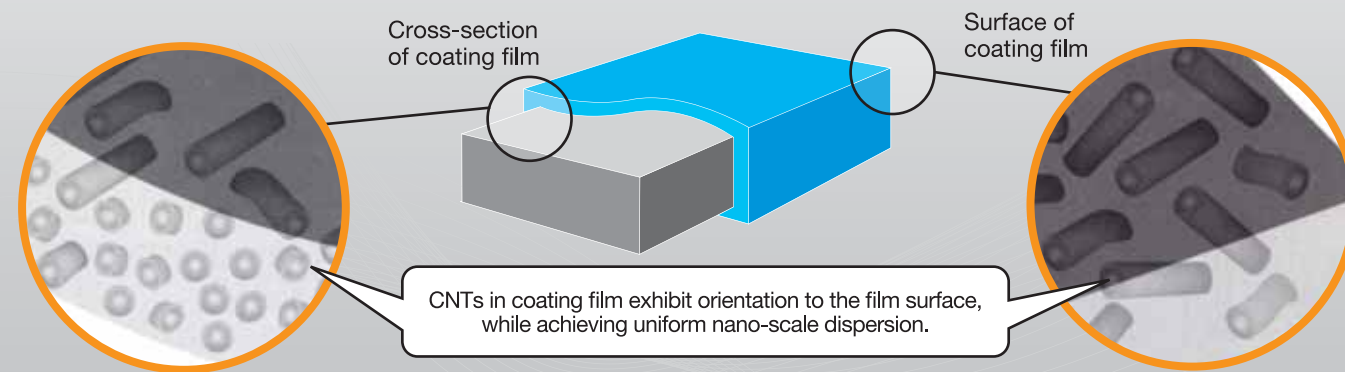 Cross-section
of coating film
Surface of
coating film
CNTs in coating film exhibit orientation to the film surface,
while achieving uniform nano-scale dispersion.